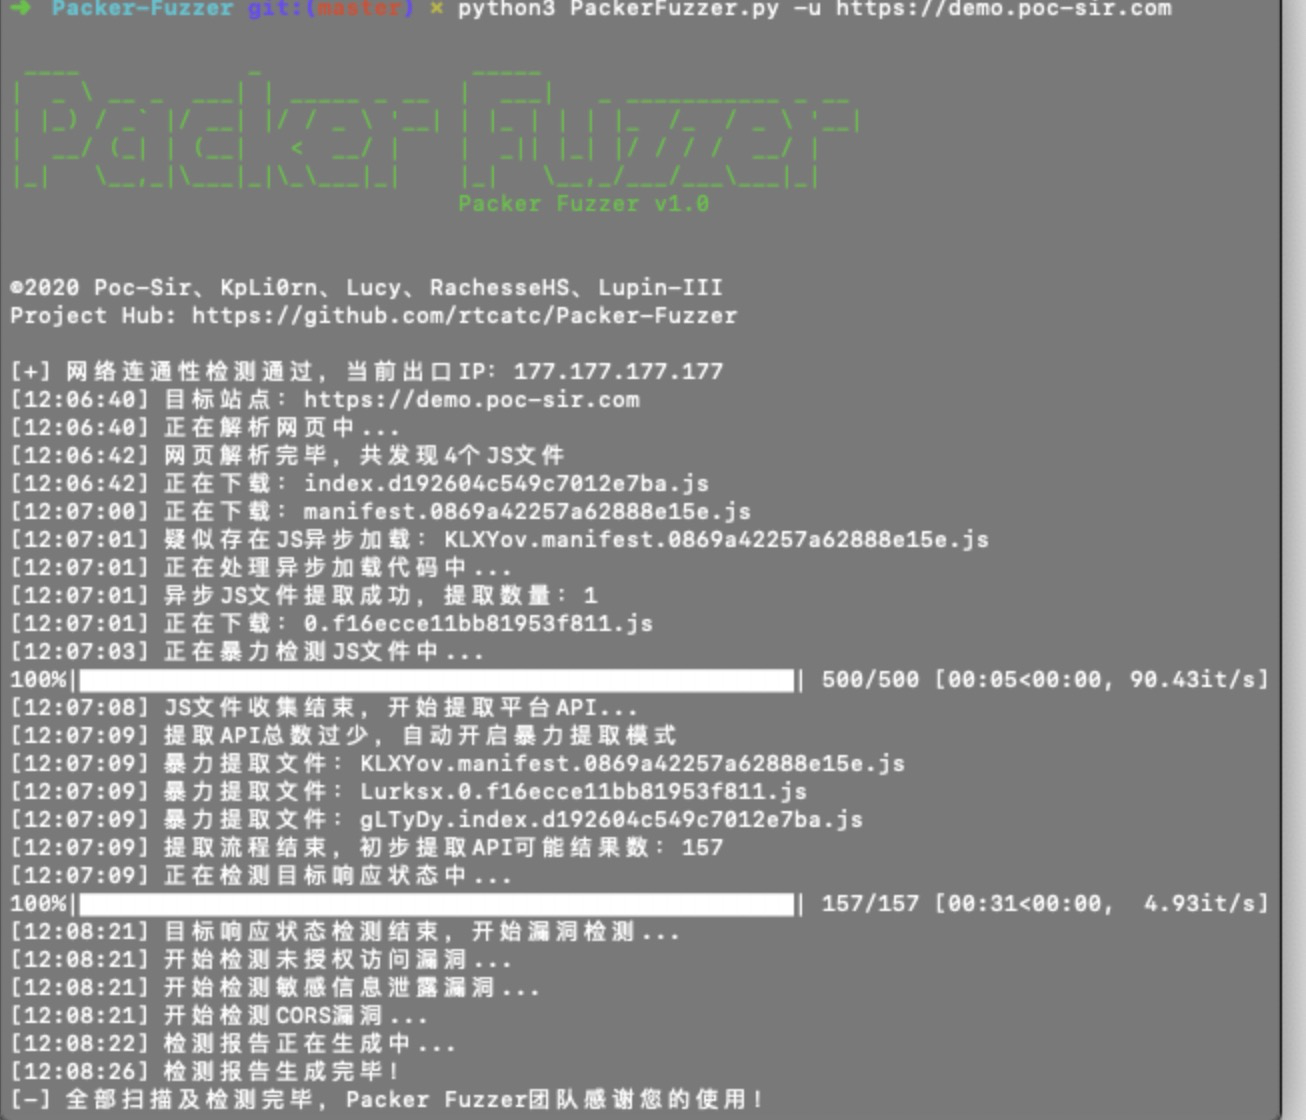 ➜ Packer-Fuzzer git:(master) ✗ python3 PackerFuzzer.py -u https://demo.poc-sir.com
Packer Fuzzer
Packer Fuzzer v1.0
©2020 Poc-Sir、KpLi0rn、Lucy、RachesseHS、Lupin-III
Project Hub: https://github.com/rtcatc/Packer-Fuzzer
[+] 网络连通性检测通过, 当前出口IP: 177.177.177.177
[12:06:40] 目标站点: https://demo.poc-sir.com
[12:06:40] 正在解析网页中...
[12:06:42] 网页解析完毕, 共发现4个JS文件
[12:06:42] 正在下载: index.d192604c549c7012e7ba.js
[12:07:00] 正在下载: manifest.0869a42257a62888e15e.js
[12:07:01] 疑似存在JS异步加载: KLXYov.manifest.0869a42257a62888e15e.js
[12:07:01] 正在处理异步加载代码中...
[12:07:01] 异步JS文件提取成功, 提取数量: 1
[12:07:01] 正在下载: 0.f16ecce11bb81953f811.js
[12:07:03] 正在暴力检测JS文件中...
100%| | 500/500 [00:05<00:00, 90.43it/s]
[12:07:08] JS文件收集结束, 开始提取平台API...
[12:07:09] 提取API总数过少, 自动开启暴力提取模式
[12:07:09] 暴力提取文件: KLXYov.manifest.0869a42257a62888e15e.js
[12:07:09] 暴力提取文件: Lurksx.0.f16ecce11bb81953f811.js
[12:07:09] 暴力提取文件: gLTyDy.index.d192604c549c7012e7ba.js
[12:07:09] 提取流程结束, 初步提取API可能结果数: 157
[12:07:09] 正在检测目标响应状态中...
100%| | 157/157 [00:31<00:00, 4.93it/s]
[12:08:21] 目标响应状态检测结束, 开始漏洞检测...
[12:08:21] 开始检测未授权访问漏洞...
[12:08:21] 开始检测敏感信息泄露漏洞...
[12:08:21] 开始检测CORS漏洞...
[12:08:22] 检测报告正在生成中...
[12:08:26] 检测报告生成完毕!
[-] 全部扫描及检测完毕, Packer Fuzzer团队感谢您的使用!